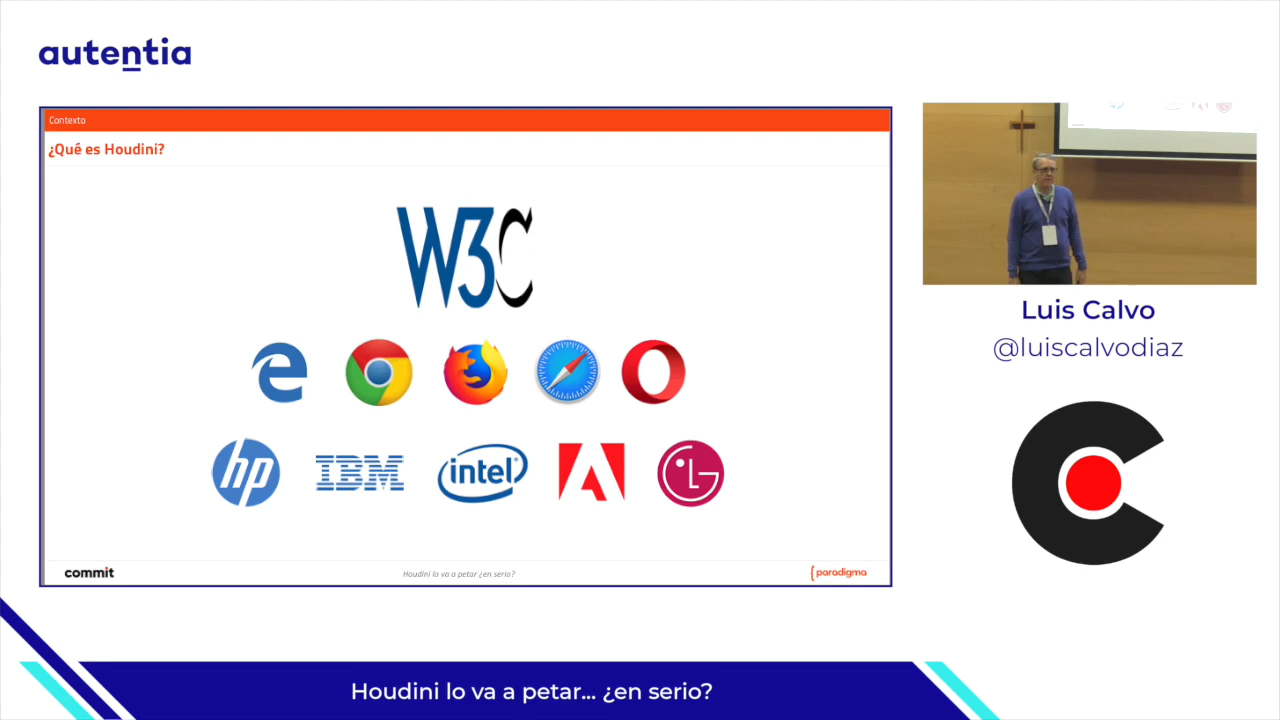 autentia
Contexto
¿Qué es Houdini?
W3C
hp
IBM
intel
LG
commit
Houdini lo va a petar ¿en serio?
{paradigma
Luis Calvo
@luiscalvodiaz
Houdini lo va a petar... ¿en serio?